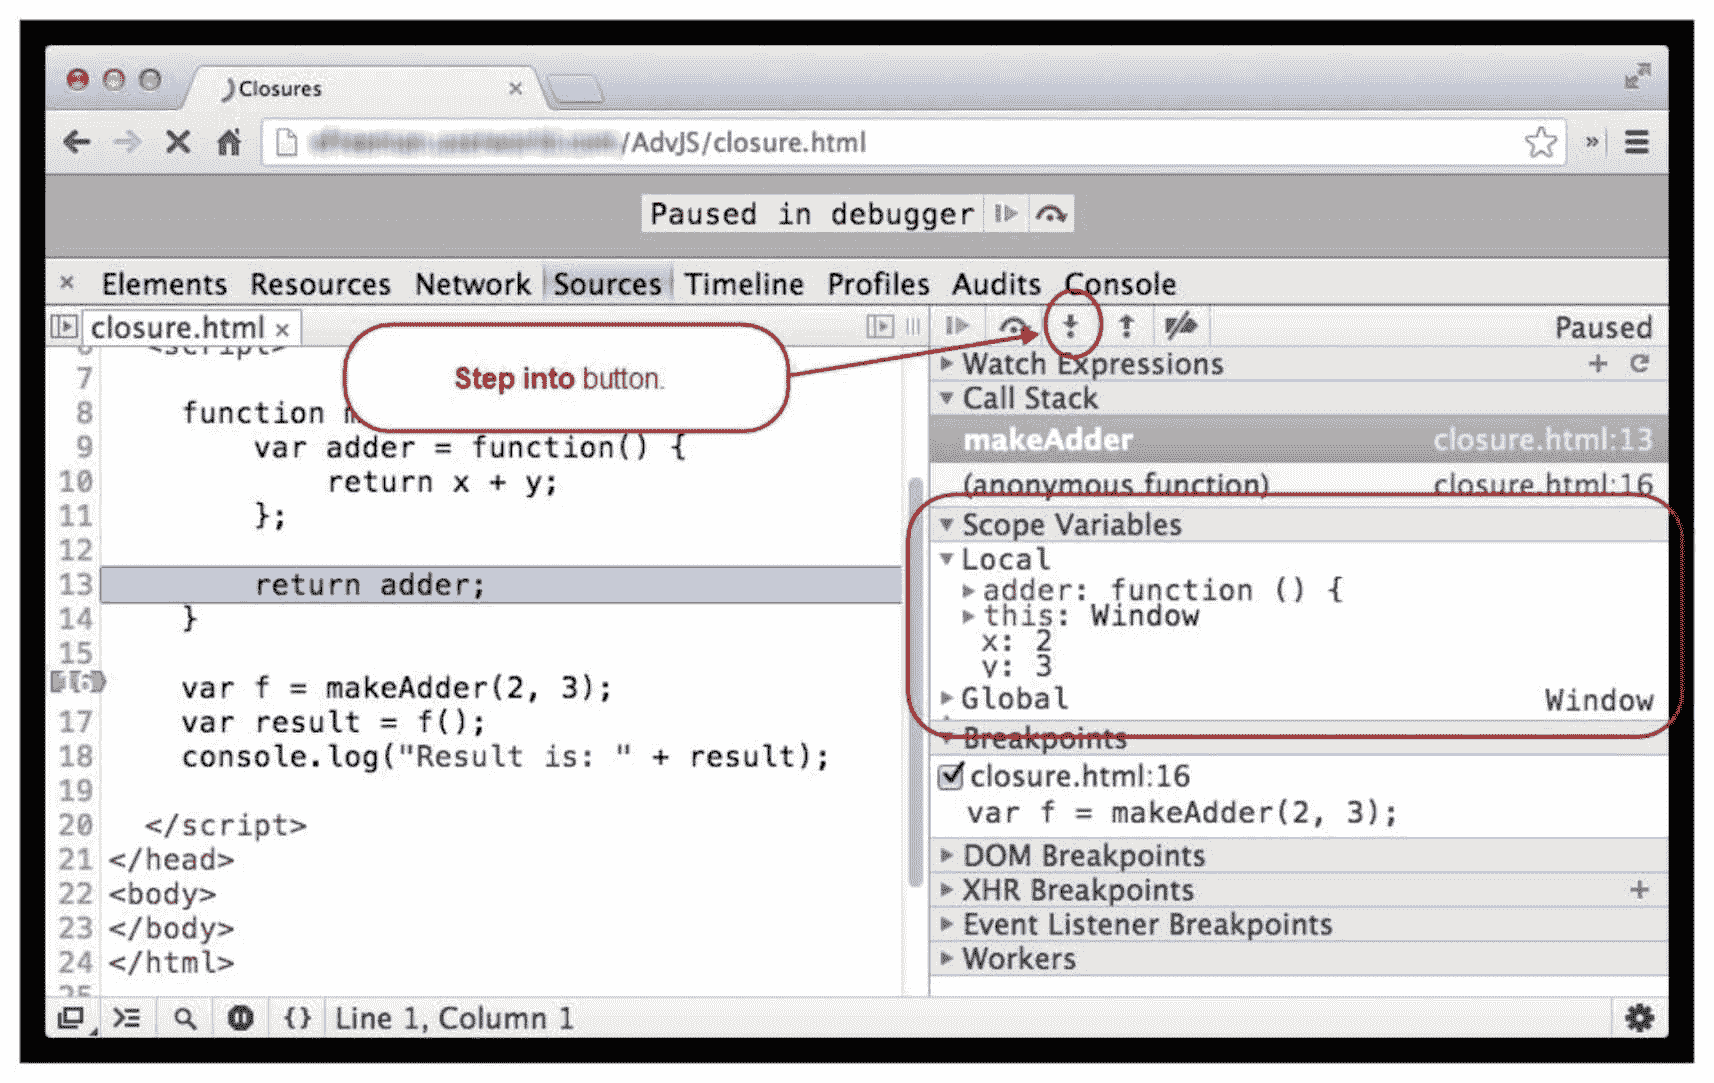 Closures
/AdvJS/closure.html
Paused in debugger
Elements Resources Network Sources Timeline Profiles Audits Console
closure.html
Paused
Step into button.
6 <script>
7
8 function
9 var adder = function() {
10 return x + y;
11 };
12
13 return adder;
14 }
15
16 var f = makeAdder(2, 3);
17 var result = f();
18 console.log("Result is: " + result);
19
20 </script>
21 </head>
22 <body>
23 </body>
24 </html>
25
Watch Expressions
Call Stack
makeAdder closure.html:13
(anonymous function) closure.html:16
Scope Variables
Local
adder: function () {
this: Window
x: 2
y: 3
Global Window
Breakpoints
closure.html:16
var f = makeAdder(2, 3);
DOM Breakpoints
XHR Breakpoints
Event Listener Breakpoints
Workers
Line 1, Column 1